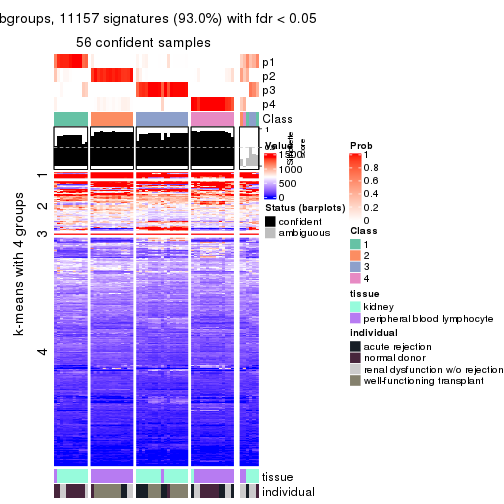 bgroups, 11157 signatures (93.0%) with fdr < 0.05
56 confident samples
p1
p2
p3
p4
Class
1
Silhouette
score
k-means with 4 groups
1
2
3
4
tissue
individual
Value
1500
1000
500
0
Status (barplots)
confident
ambiguous
Prob
1
0.8
0.6
0.4
0.2
0
Class
1
2
3
4
tissue
kidney
peripheral blood lymphocyte
individual
acute rejection
normal donor
renal dysfunction w/o rejection
well-functioning transplant